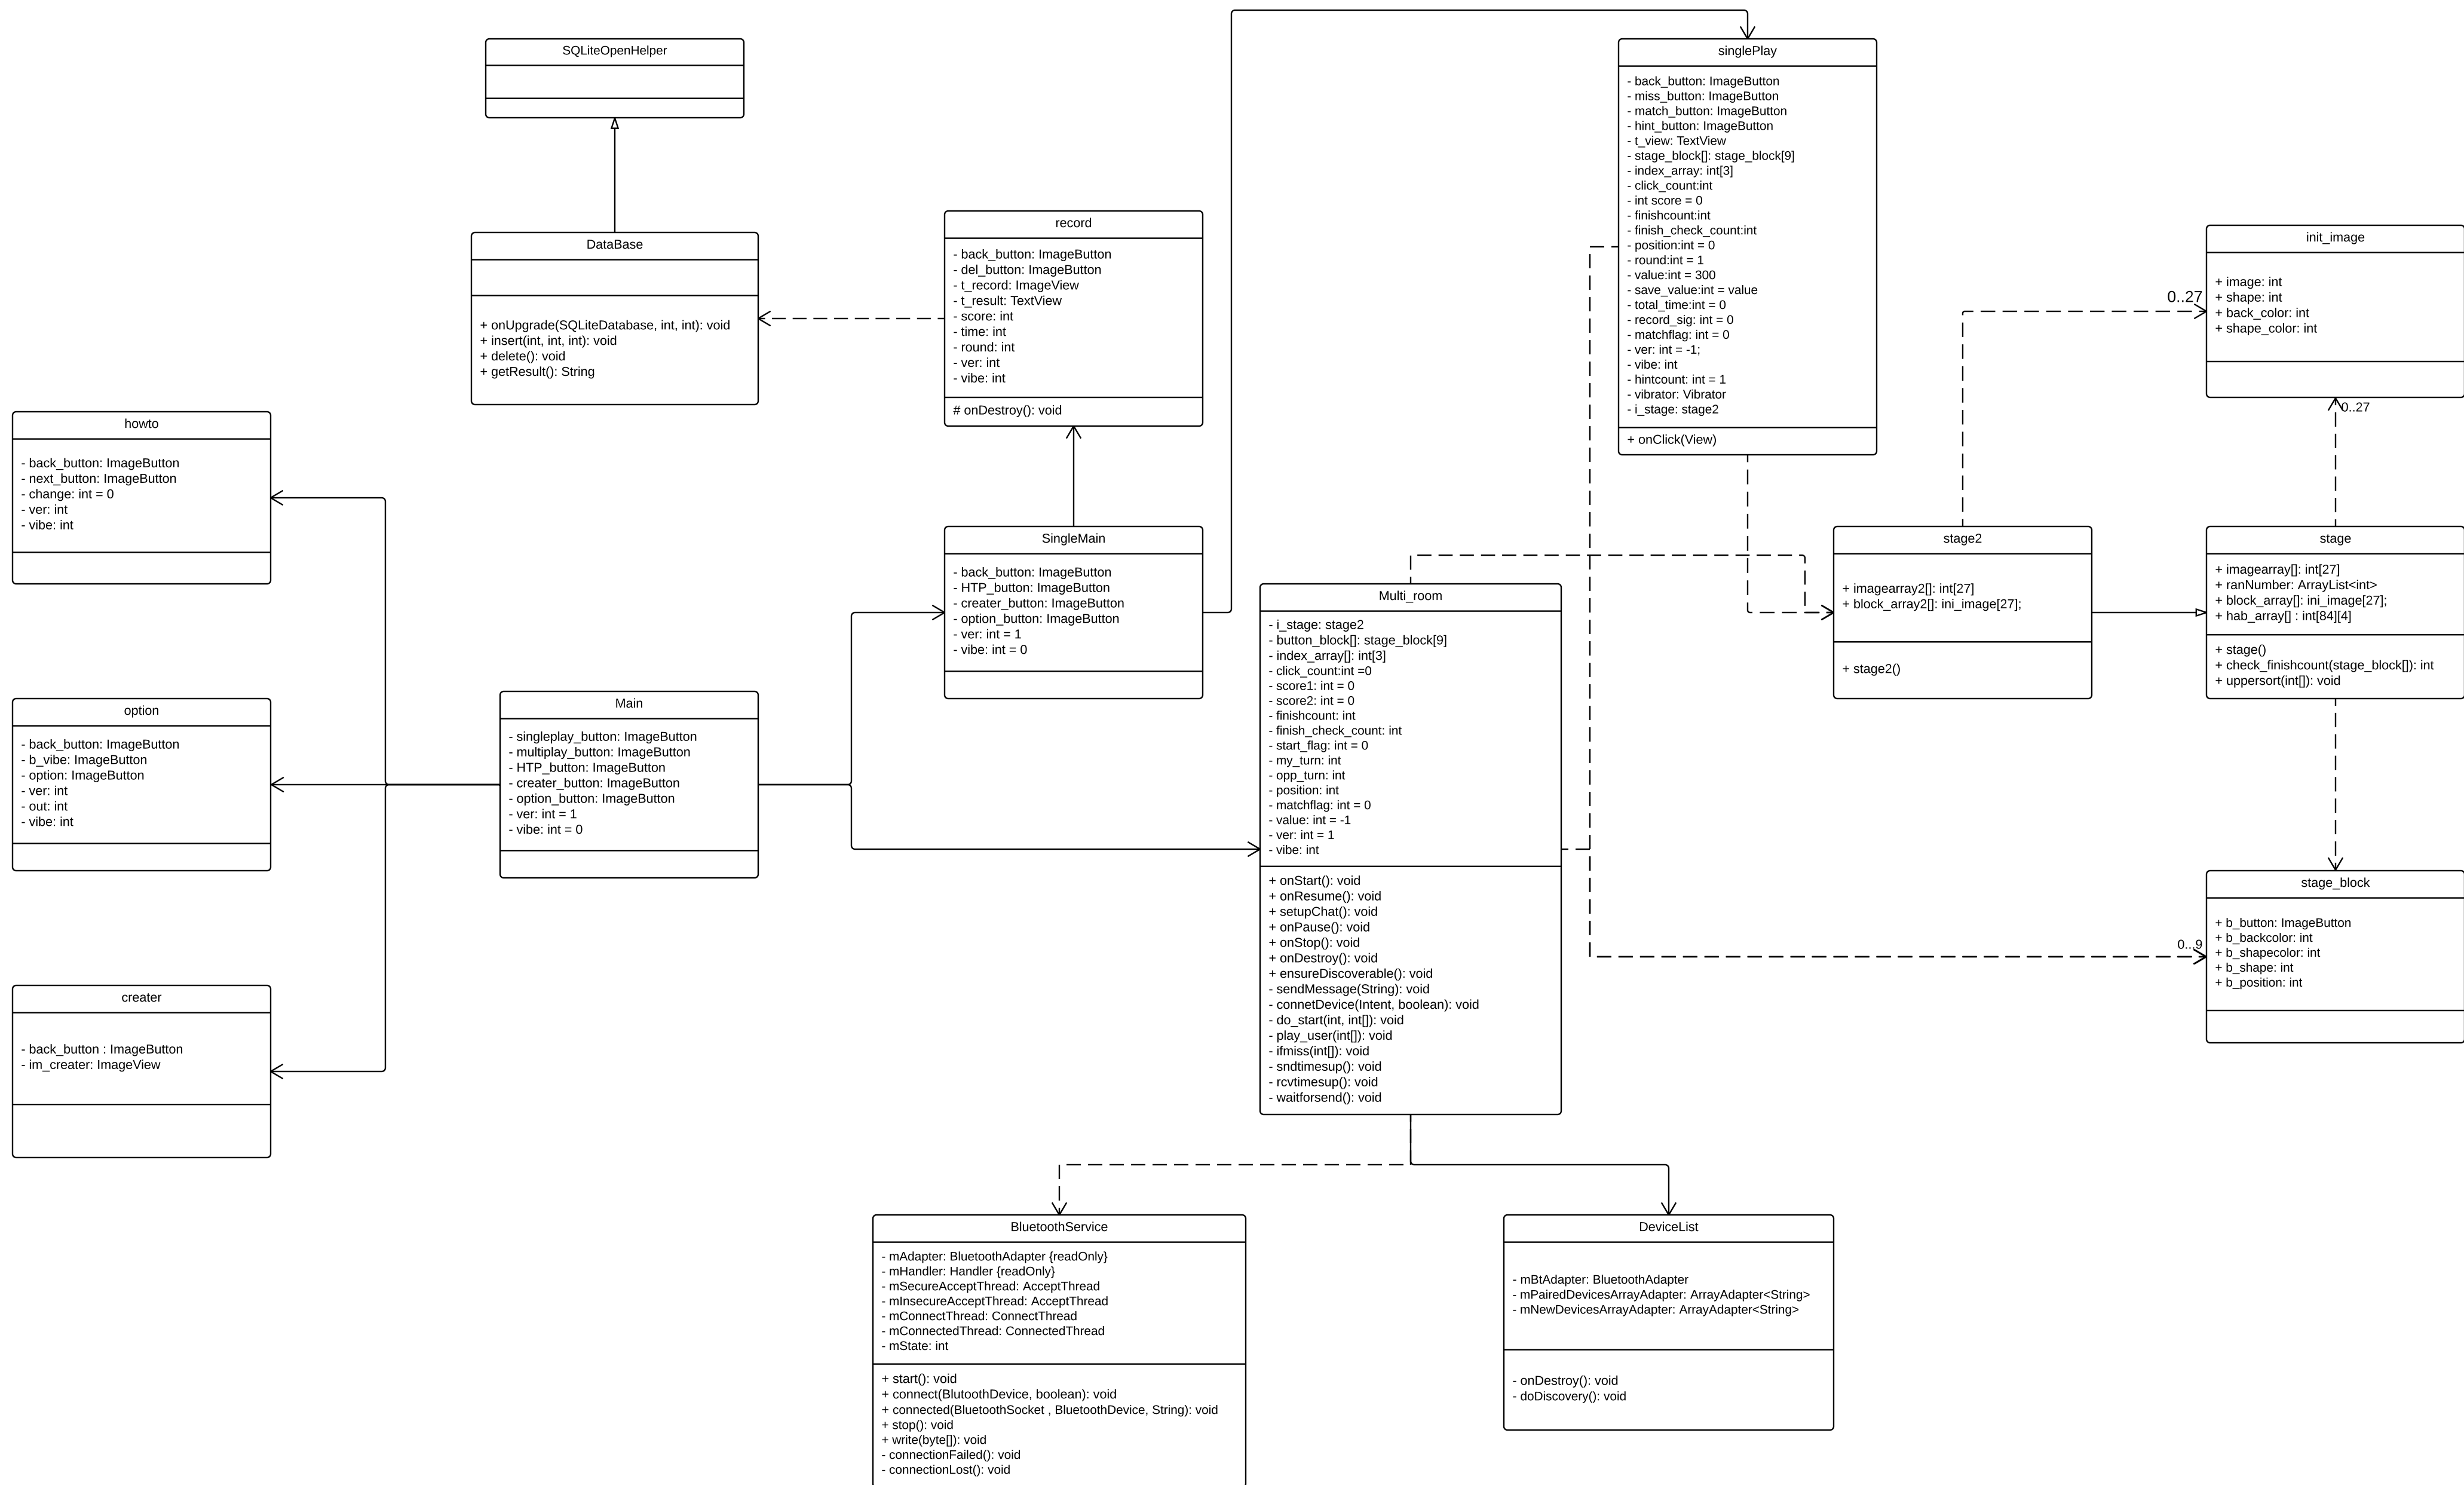 SQLiteOpenHelper
DataBase
+ onUpgrade(SQLiteDatabase, int, int): void
+ insert(int, int, int): void
+ delete(): void
+ getResult(): String
record
- back_button: ImageButton
- del_button: ImageButton
- t_record: ImageView
- t_result: TextView
- score: int
- time: int
- round: int
- ver: int
- vibe: int
# onDestroy(): void
singlePlay
- back_button: ImageButton
- miss_button: ImageButton
- match_button: ImageButton
- hint_button: ImageButton
- t_view: TextView
- stage_block[]: stage_block[9]
- index_array: int[3]
- click_count:int
- int score = 0
- finishcount:int
- finish_check_count:int
- position:int = 0
- round:int = 1
- value:int = 300
- save_value:int = value
- total_time:int = 0
- record_sig: int = 0
- matchflag: int = 0
- ver: int = -1;
- vibe: int
- hintcount: int = 1
- vibrator: Vibrator
- i_stage: stage2
+ onClick(View)
init_image
+ image: int
+ shape: int
+ back_color: int
+ shape_color: int
0..27
0..27
howto
- back_button: ImageButton
- next_button: ImageButton
- change: int = 0
- ver: int
- vibe: int
SingleMain
- back_button: ImageButton
- HTP_button: ImageButton
- creater_button: ImageButton
- option_button: ImageButton
- ver: int = 1
- vibe: int = 0
stage2
+ imagearray2[]: int[27]
+ block_array2[]: ini_image[27];
+ stage2()
stage
+ imagearray[]: int[27]
+ ranNumber: ArrayList<int>
+ block_array[]: ini_image[27];
+ hab_array[] : int[84][4]
+ stage()
+ check_finishcount(stage_block[]): int
+ uppersort(int[]): void
option
- back_button: ImageButton
- b_vibe: ImageButton
- option: ImageButton
- ver: int
- out: int
- vibe: int
Main
- singleplay_button: ImageButton
- multiplay_button: ImageButton
- HTP_button: ImageButton
- creater_button: ImageButton
- option_button: ImageButton
- ver: int = 1
- vibe: int = 0
Multi_room
- i_stage: stage2
- button_block[]: stage_block[9]
- index_array[]: int[3]
- click_count:int =0
- score1: int = 0
- score2: int = 0
- finishcount: int
- finish_check_count: int
- start_flag: int = 0
- my_turn: int
- opp_turn: int
- position: int
- matchflag: int = 0
- value: int = -1
- ver: int = 1
- vibe: int
+ onStart(): void
+ onResume(): void
+ setupChat(): void
+ onPause(): void
+ onStop(): void
+ onDestroy(): void
+ ensureDiscoverable(): void
- sendMessage(String): void
- connetDevice(Intent, boolean): void
- do_start(int, int[]): void
- play_user(int[]): void
- ifmiss(int[]): void
- sndtimesup(): void
- rcvtimesup(): void
- waitforsend(): void
stage_block
+ b_button: ImageButton
+ b_backcolor: int
+ b_shapecolor: int
+ b_shape: int
+ b_position: int
0...9
creater
- back_button : ImageButton
- im_creater: ImageView
BluetoothService
- mAdapter: BluetoothAdapter {readOnly}
- mHandler: Handler {readOnly}
- mSecureAcceptThread: AcceptThread
- mInsecureAcceptThread: AcceptThread
- mConnectThread: ConnectThread
- mConnectedThread: ConnectedThread
- mState: int
+ start(): void
+ connect(BlutoothDevice, boolean): void
+ connected(BluetoothSocket , BluetoothDevice, String): void
+ stop(): void
+ write(byte[]): void
- connectionFailed(): void
- connectionLost(): void
DeviceList
- mBtAdapter: BluetoothAdapter
- mPairedDevicesArrayAdapter: ArrayAdapter<String>
- mNewDevicesArrayAdapter: ArrayAdapter<String>
- onDestroy(): void
- doDiscovery(): void